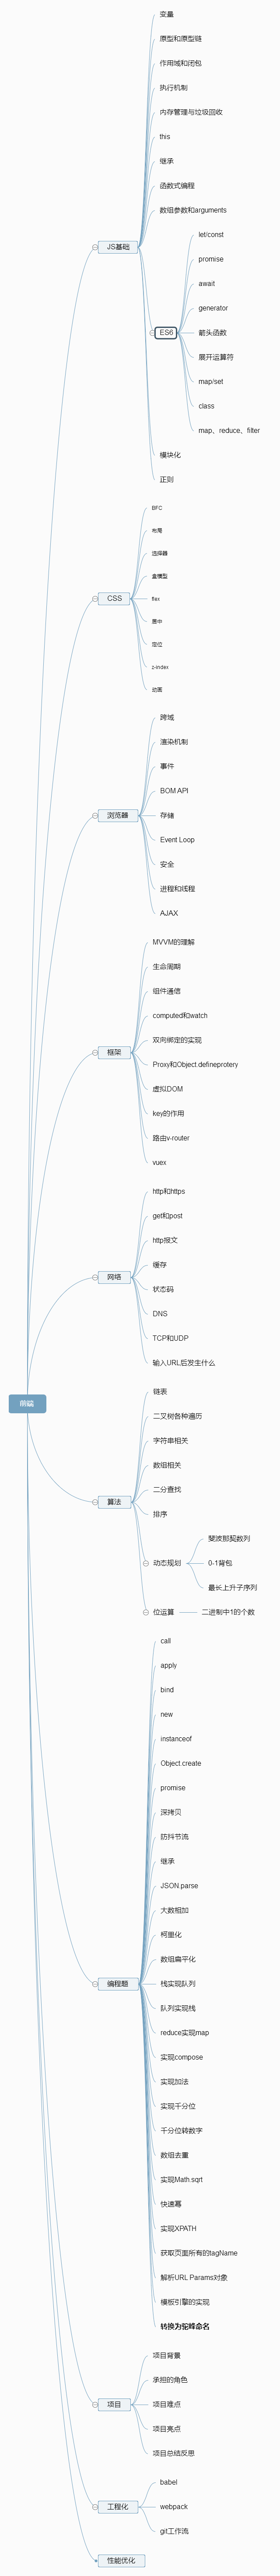 前端
JS基础
变量
原型和原型链
作用域和闭包
执行机制
内存管理与垃圾回收
this
继承
函数式编程
数组参数和arguments
ES6
let/const
promise
await
generator
箭头函数
展开运算符
map/set
class
map，reduce，filter
模块化
正则
CSS
BFC
布局
选择器
盒模型
flex
居中
定位
z-index
动画
浏览器
跨域
渲染机制
事件
BOM API
存储
Event Loop
安全
进程和线程
AJAX
框架
MVVM的理解
生命周期
组件通信
computed和watch
双向绑定的实现
Proxy和Object.defineprotery
虚拟DOM
key的作用
路由v-router
vuex
网络
http和https
get和post
http报文
缓存
状态码
DNS
TCP和UDP
输入URL后发生什么
算法
链表
二叉树各种遍历
字符串相关
数组相关
二分查找
排序
动态规划
斐波那契数列
0-1背包
最长上升子序列
位运算
二进制中1的个数
编程题
call
apply
bind
new
instanceof
Object.create
promise
深拷贝
防抖节流
继承
JSON.parse
大数相加
柯里化
数组扁平化
栈实现队列
队列实现栈
reduce实现map
实现compose
实现加法
实现千分位
千分位转数字
数组去重
实现Math.sqrt
快速幂
实现XPATH
获取页面所有的tagName
解析URL Params对象
模板引擎的实现
转换为驼峰命名
项目
项目背景
承担的角色
项目难点
项目亮点
项目总结反思
工程化
babel
webpack
git工作流
性能优化